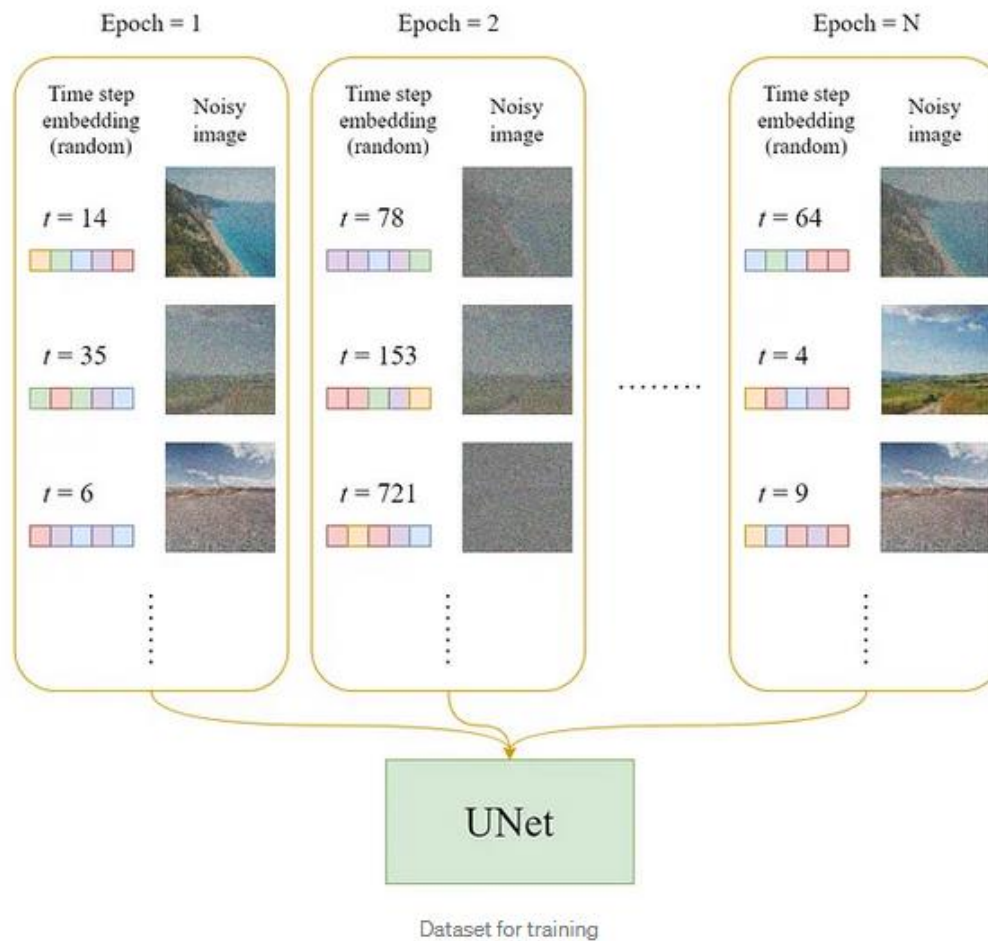 Epoch = 1
Time step
embedding
(random)
Noisy
image
t = 14
t = 35
t = 6
Epoch = 2
Time step
embedding
(random)
Noisy
image
t = 78
t = 153
t = 721
Epoch = N
Time step
embedding
(random)
Noisy
image
t = 64
t = 4
t = 9
UNet
Dataset for training